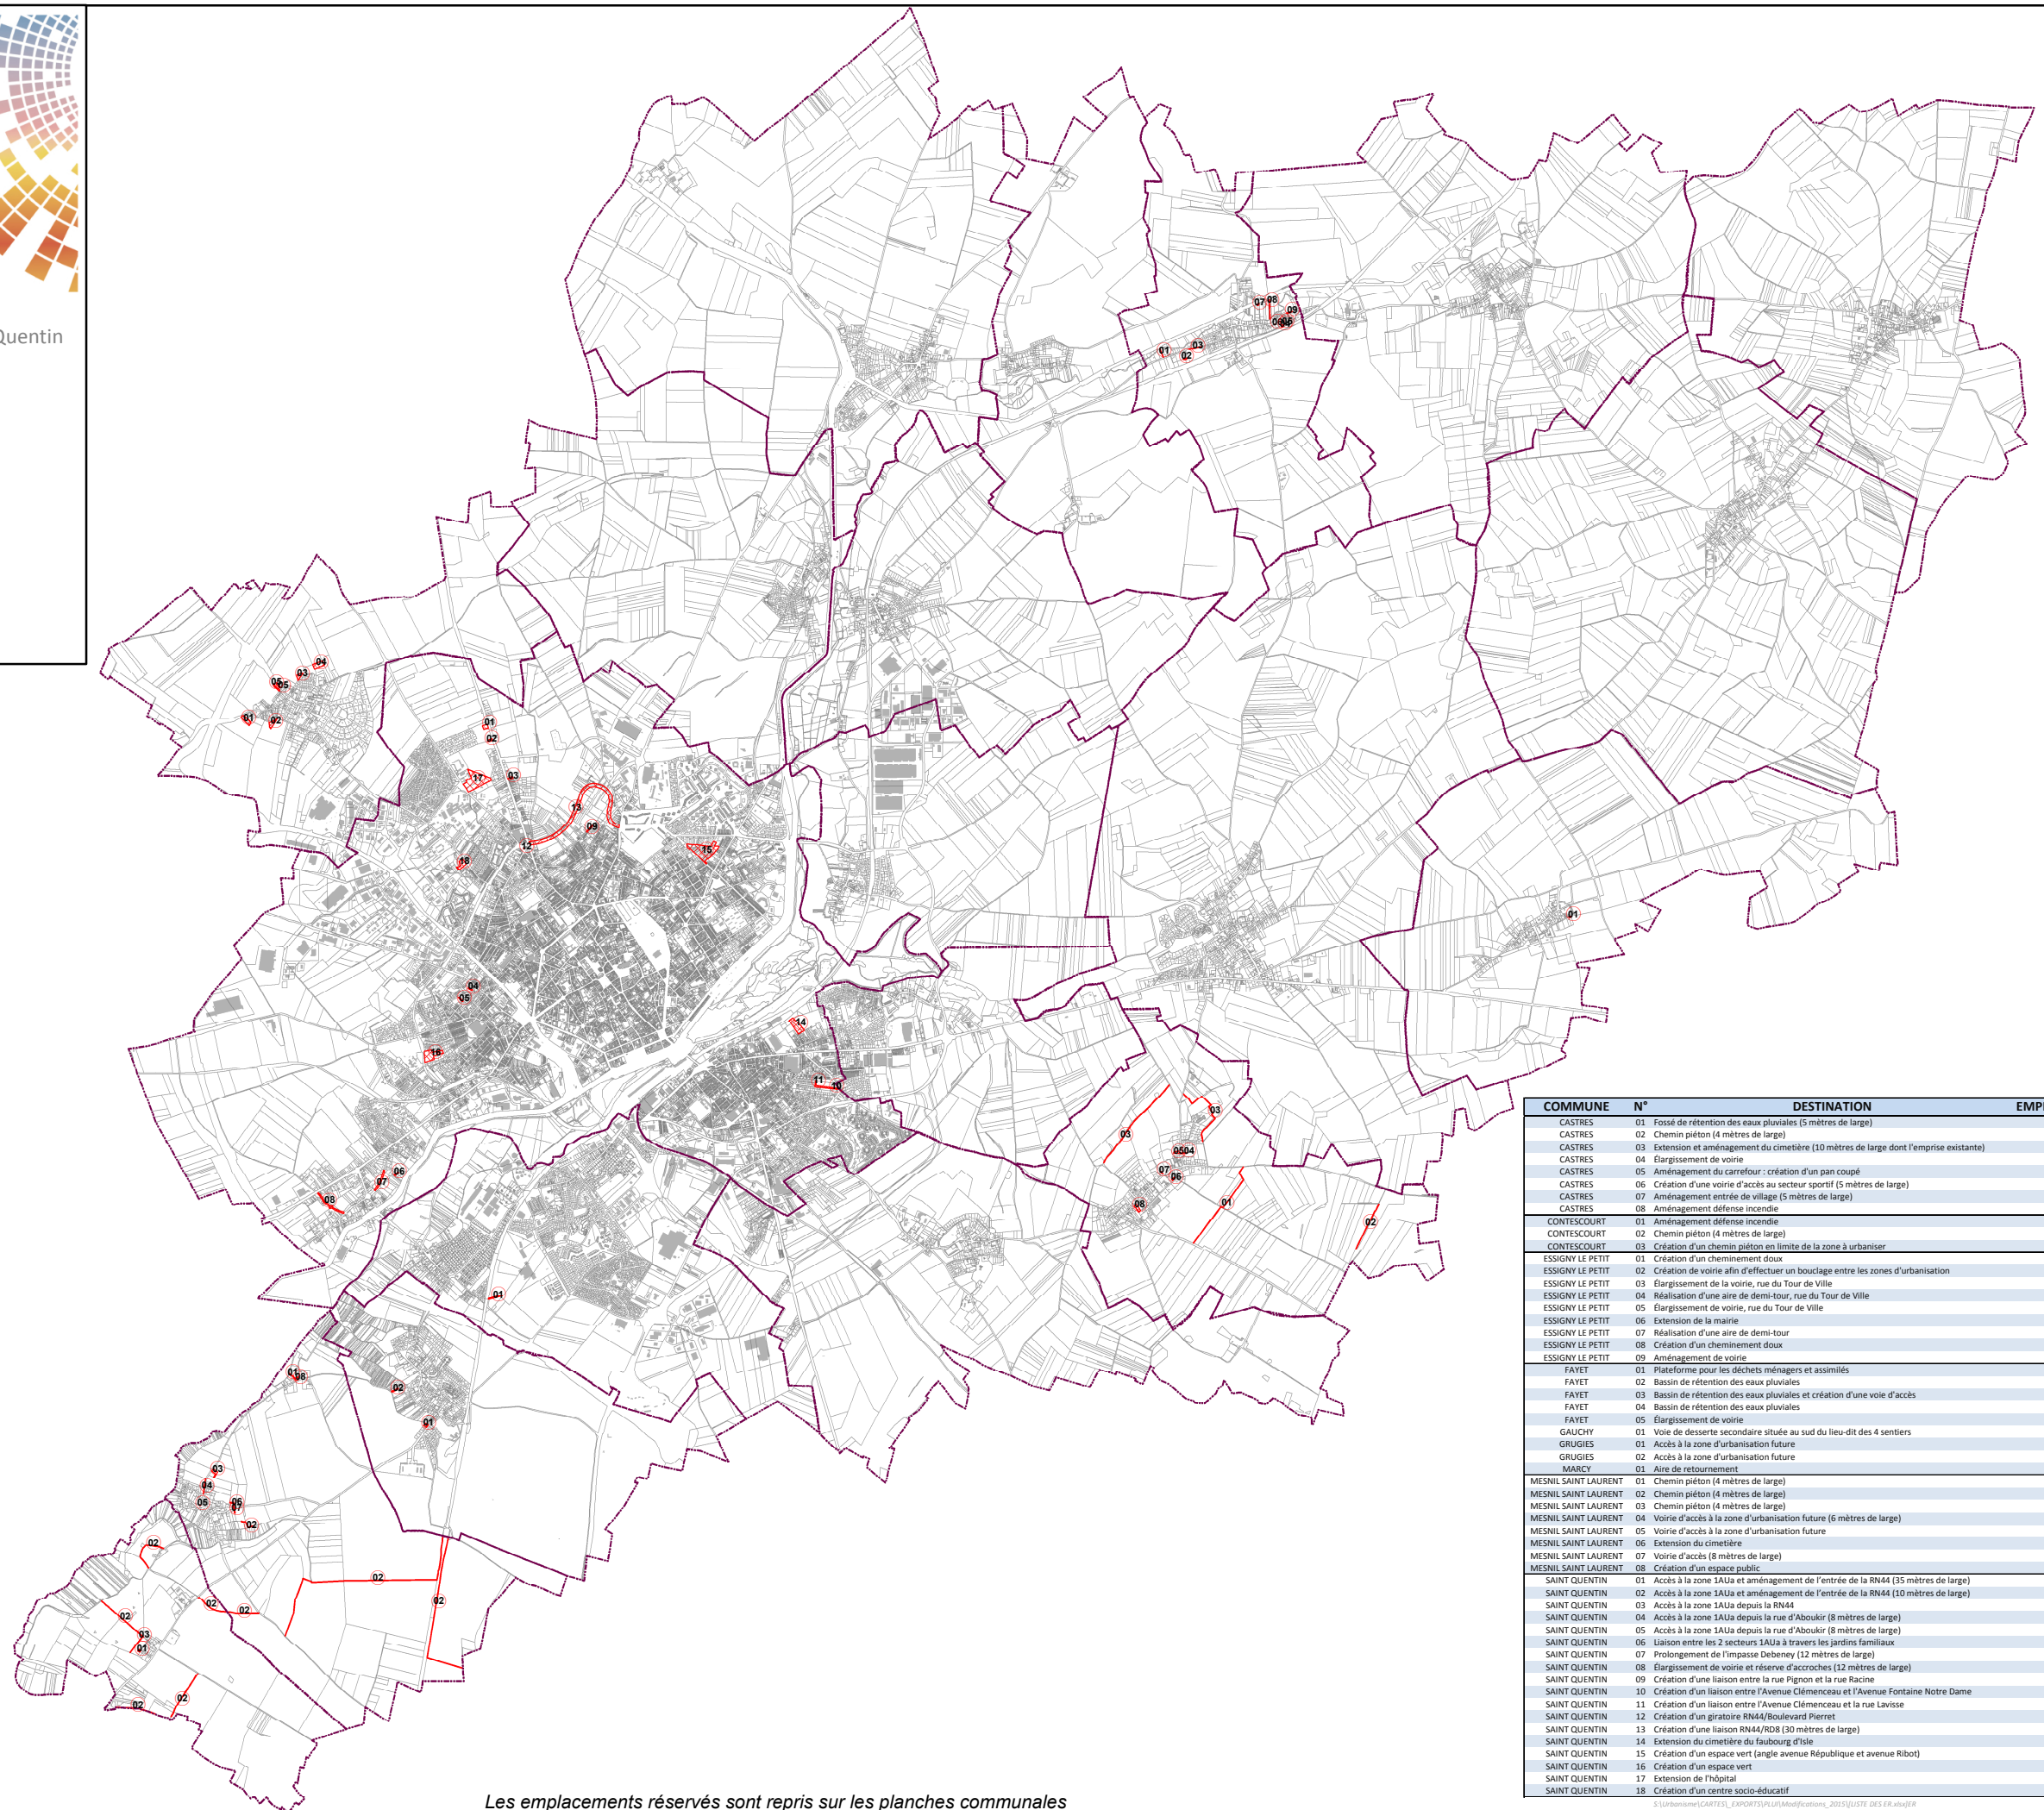 Quentin
COMMUNE N° DESTINATION EMPI
CASTRES 01 Fossé de rétention des eaux pluviales (5 mètres de large)
CASTRES 02 Chemin piéton (4 mètres de large)
CASTRES 03 Extension et aménagement du cimetière (10 mètres de large dont l'emprise existante)
CASTRES 04 Élargissement de voirie
CASTRES 05 Aménagement du carrefour : création d'un pan coupé
CASTRES 06 Création d'une voirie d'accès au secteur sportif (5 mètres de large)
CASTRES 07 Aménagement entrée de village (5 mètres de large)
CASTRES 08 Aménagement défense incendie
CONTESCOURT 01 Aménagement défense incendie
CONTESCOURT 02 Chemin piéton (4 mètres de large)
CONTESCOURT 03 Création d'un chemin piéton en limite de la zone à urbaniser
ESSIGNY LE PETIT 01 Création d'un cheminement doux
ESSIGNY LE PETIT 02 Création de voirie afin d'effectuer un bouclage entre les zones d'urbanisation
ESSIGNY LE PETIT 03 Élargissement de la voirie, rue du Tour de Ville
ESSIGNY LE PETIT 04 Réalisation d'une aire de demi-tour, rue du Tour de Ville
ESSIGNY LE PETIT 05 Élargissement de voirie, rue du Tour de Ville
ESSIGNY LE PETIT 06 Extension de la mairie
ESSIGNY LE PETIT 07 Réalisation d'une aire de demi-tour
ESSIGNY LE PETIT 08 Création d'un cheminement doux
ESSIGNY LE PETIT 09 Aménagement de voirie
FAYET 01 Plateforme pour les déchets ménagers et assimilés
FAYET 02 Bassin de rétention des eaux pluviales
FAYET 03 Bassin de rétention des eaux pluviales et création d'une voie d'accès
FAYET 04 Bassin de rétention des eaux pluviales
FAYET 05 Élargissement de voirie
GAUCHY 01 Voie de desserte secondaire située au sud du lieu-dit des 4 sentiers
GRUGIES 01 Accès à la zone d'urbanisation future
GRUGIES 02 Accès à la zone d'urbanisation future
MARCY 01 Aire de retournement
MESNIL SAINT LAURENT 01 Chemin piéton (4 mètres de large)
MESNIL SAINT LAURENT 02 Chemin piéton (4 mètres de large)
MESNIL SAINT LAURENT 03 Chemin piéton (4 mètres de large)
MESNIL SAINT LAURENT 04 Voirie d'accès à la zone d'urbanisation future (6 mètres de large)
MESNIL SAINT LAURENT 05 Voirie d'accès à la zone d'urbanisation future
MESNIL SAINT LAURENT 06 Extension du cimetière
MESNIL SAINT LAURENT 07 Voirie d'accès (8 mètres de large)
MESNIL SAINT LAURENT 08 Création d'un espace public
SAINT QUENTIN 01 Accès à la zone 1AUa et aménagement de l'entrée de la RN44 (35 mètres de large)
SAINT QUENTIN 02 Accès à la zone 1AUa et aménagement de l'entrée de la RN44 (10 mètres de large)
SAINT QUENTIN 03 Accès à la zone 1AUa depuis la RN44
SAINT QUENTIN 04 Accès à la zone 1AUa depuis la rue d'Aboukir (8 mètres de large)
SAINT QUENTIN 05 Accès à la zone 1AUa depuis la rue d'Aboukir (8 mètres de large)
SAINT QUENTIN 06 Liaison entre les 2 secteurs 1AUa à travers les jardins familiaux
SAINT QUENTIN 07 Prolongement de l'impasse Debeney (12 mètres de large)
SAINT QUENTIN 08 Élargissement de voirie et réserve d'accroches (12 mètres de large)
SAINT QUENTIN 09 Création d'une liaison entre la rue Pignon et la rue Racine
SAINT QUENTIN 10 Création d'un liaison entre l'Avenue Clémenceau et l'Avenue Fontaine Notre Dame
SAINT QUENTIN 11 Création d'un liaison entre l'Avenue Clémenceau et la rue Lavisse
SAINT QUENTIN 12 Création d'un giratoire RN44/Boulevard Pierret
SAINT QUENTIN 13 Création d'une liaison RN44/RD8 (30 mètres de large)
SAINT QUENTIN 14 Extension du cimetière du faubourg d'Isle
SAINT QUENTIN 15 Création d'un espace vert (angle avenue République et avenue Ribot)
SAINT QUENTIN 16 Création d'un espace vert
SAINT QUENTIN 17 Extension de l'hôpital
SAINT QUENTIN 18 Création d'un centre socio-éducatif
S:\Urbanisme\CARTES\_EXPORTS\PLUI\Modifications_2015\[LISTE DES ER.xlsx]ER
Les emplacements réservés sont repris sur les planches communales